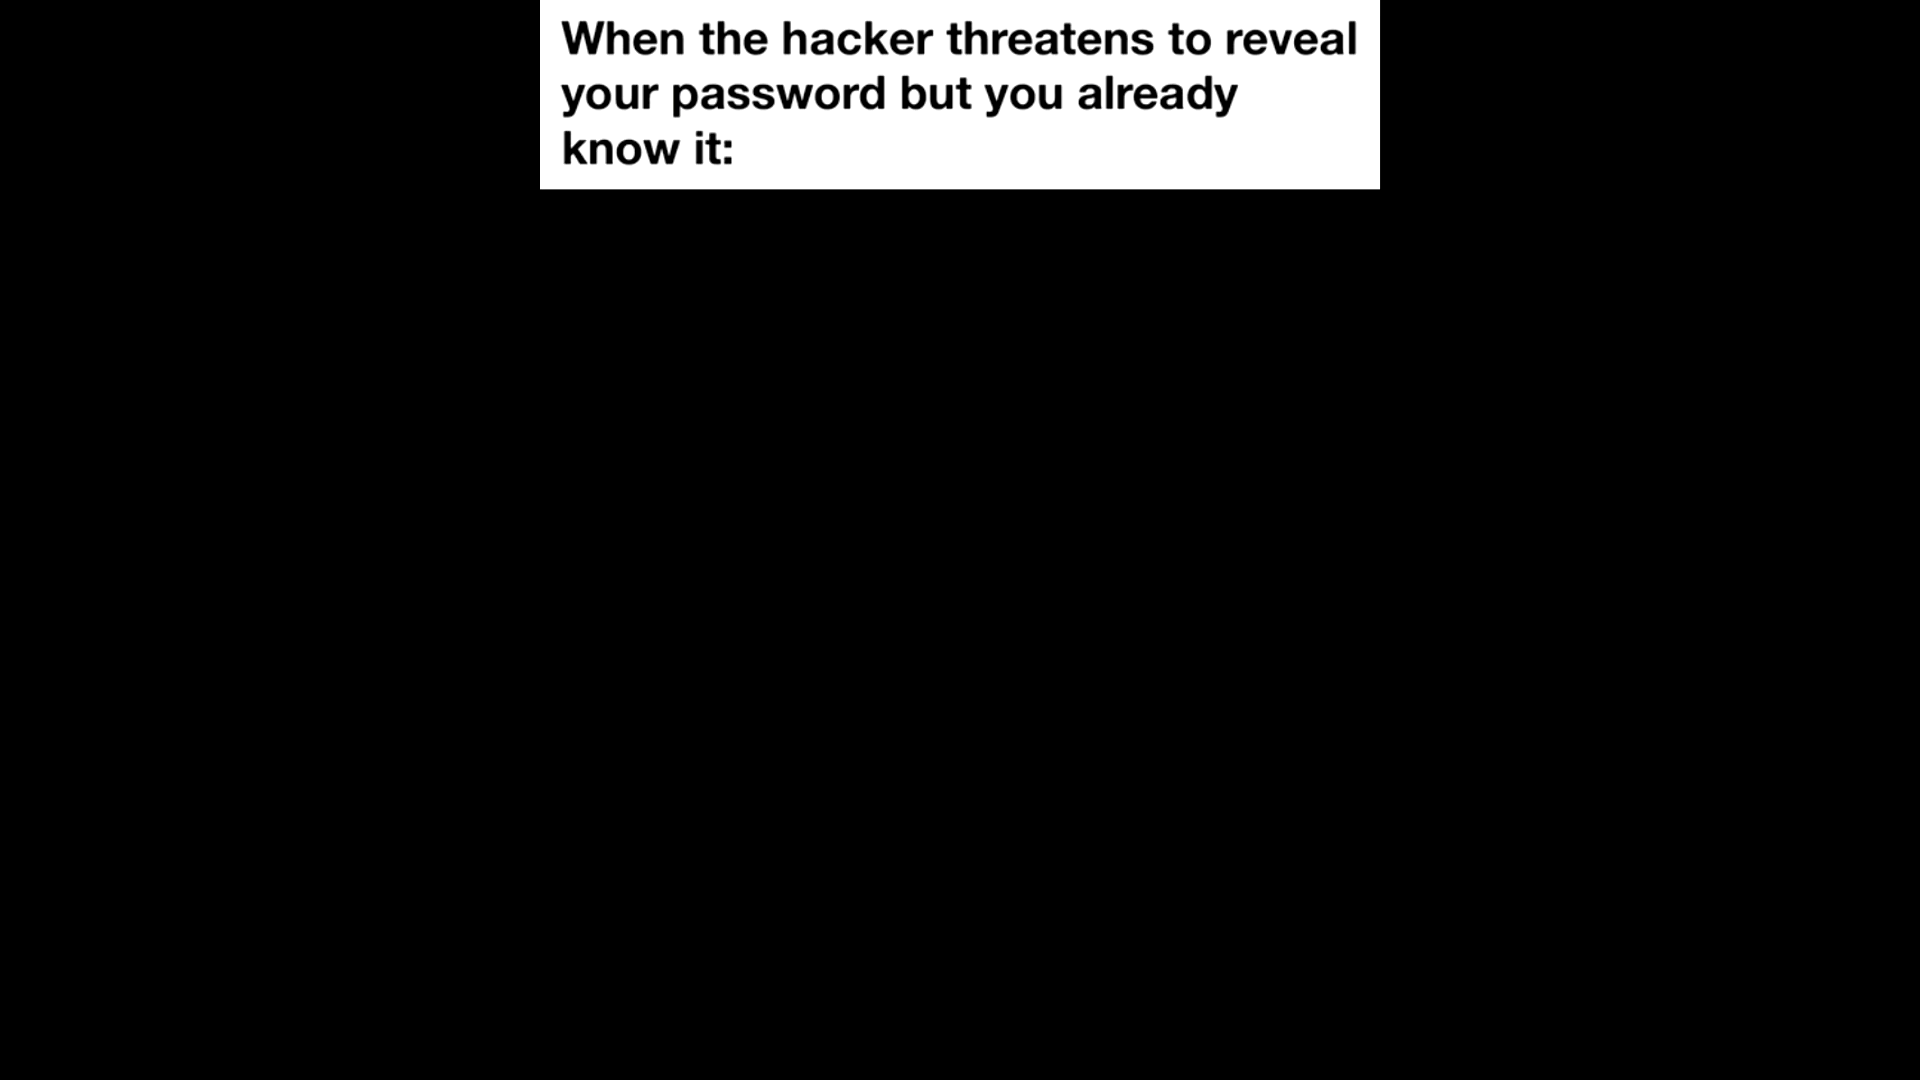 When the hacker threatens to reveal
your password but you already
know it: